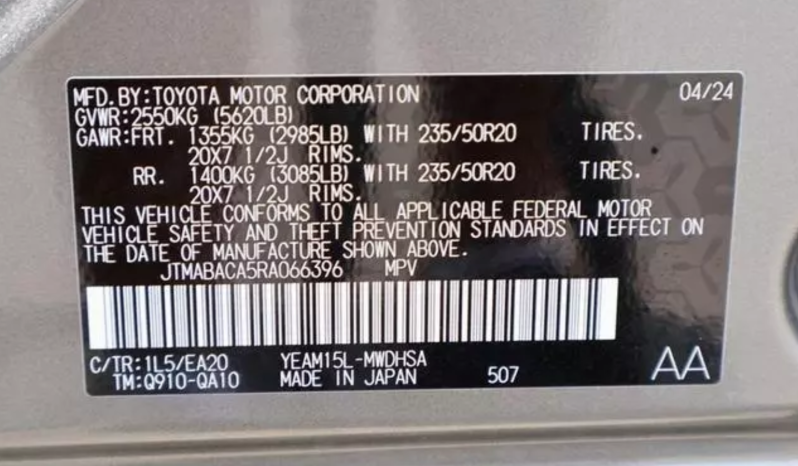 MFD.BY:TOYOTA MOTOR CORPORATION 04/24
GVWR:2550KG (5620LB)
GAWR:FRT. 1355KG (2985LB) WITH 235/50R20 TIRES.
20X7 1/2J RIMS.
RR. 1400KG (3085LB) WITH 235/50R20 TIRES.
20X7 1/2J RIMS.
THIS VEHICLE CONFORMS TO ALL APPLICABLE FEDERAL MOTOR
VEHICLE SAFETY AND THEFT PREVENTION STANDARDS IN EFFECT ON
THE DATE OF MANUFACTURE SHOWN ABOVE.
JTMABACA5RA066396 MPV
C/TR:1L5/EA20 YEAM15L-MWDHSA
TM:Q910-QA10 MADE IN JAPAN 507 AA